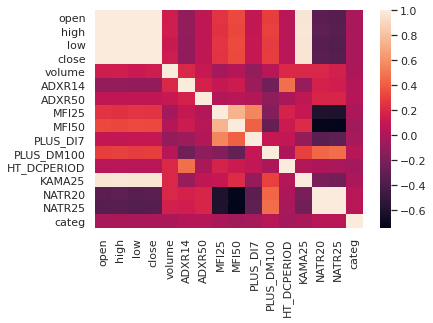 open
high
low
close
volume
ADXR14
ADXR50
MFI25
MFI50
PLUS_DI7
PLUS_DM100
HT_DCPERIOD
KAMA25
NATR20
NATR25
categ
open
high
low
close
volume
ADXR14
ADXR50
MFI25
MFI50
PLUS_DI7
PLUS_DM100
HT_DCPERIOD
KAMA25
NATR20
NATR25
categ
1.0
0.8
0.6
0.4
0.2
0.0
−0.2
−0.4
−0.6